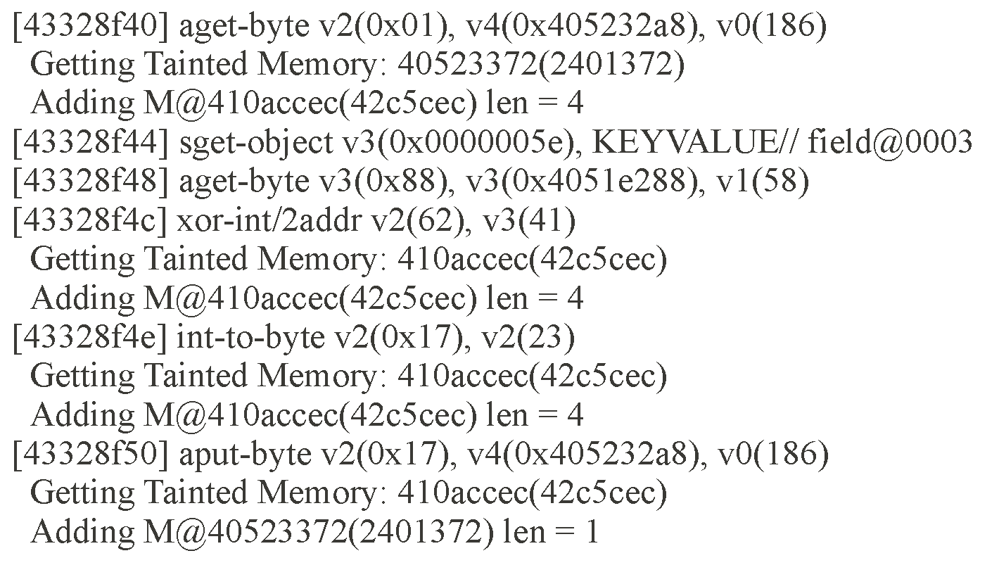 [43328f40] aget-byte v2(0x01), v4(0x405232a8), v0(186)
Getting Tainted Memory: 40523372(2401372)
Adding M@410accec(42c5cec) len = 4
[43328f44] sget-object v3(0x0000005e), KEYVALUE// field@0003
[43328f48] aget-byte v3(0x88), v3(0x4051e288), v1(58)
[43328f4c] xor-int/2addr v2(62), v3(41)
Getting Tainted Memory: 410accec(42c5cec)
Adding M@410accec(42c5cec) len = 4
[43328f4e] int-to-byte v2(0x17), v2(23)
Getting Tainted Memory: 410accec(42c5cec)
Adding M@410accec(42c5cec) len = 4
[43328f50] aput-byte v2(0x17), v4(0x405232a8), v0(186)
Getting Tainted Memory: 410accec(42c5cec)
Adding M@40523372(2401372) len = 1